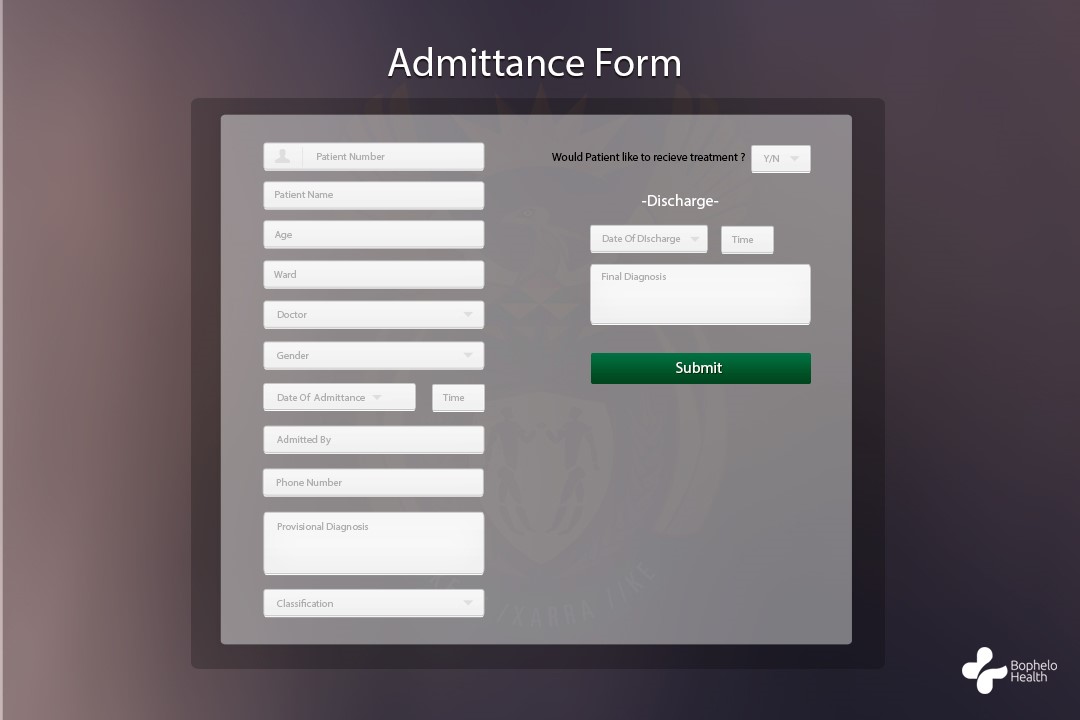 Admittance Form
Patient Number
Patient Name
Age
Ward
Doctor
Gender
Date Of Admittance
Time
Admitted By
Phone Number
Provisional Diagnosis
Classification
Would Patient like to recieve treatment ?
Y/N
-Discharge-
Date Of DIscharge
Time
Final Diagnosis
Submit
Bophelo
Health